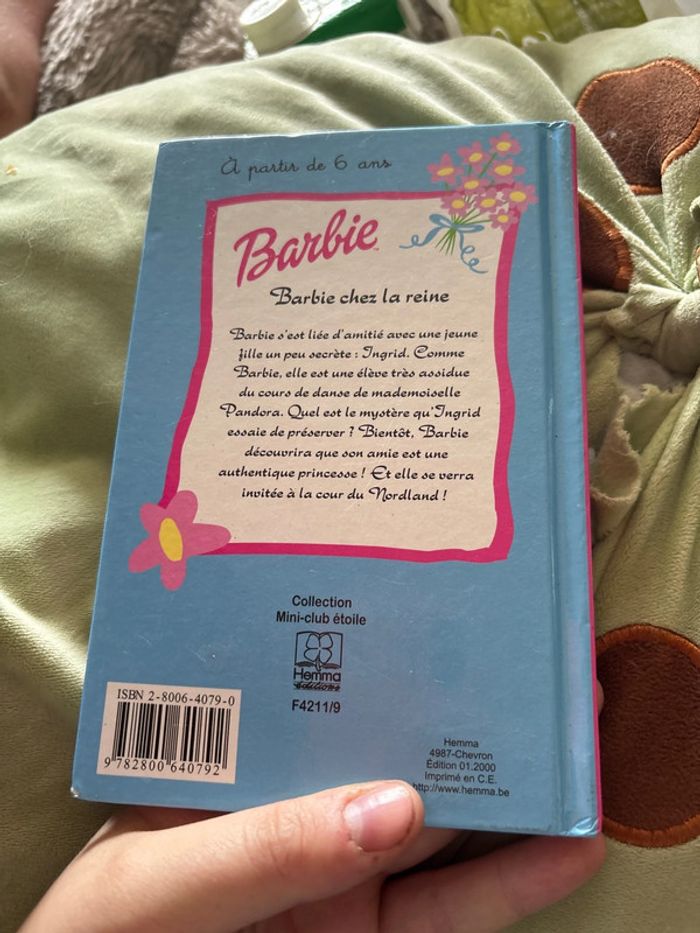 À partir de 6 ans
Barbie™
Barbie chez la reine
Barbie s'est liée d'amitié avec une jeune
fille un peu secrète : Ingrid. Comme
Barbie, elle est une élève très assidue
du cours de danse de mademoiselle
Pandora. Quel est le mystère qu'Ingrid
essaie de préserver ? Bientôt, Barbie
découvrira que son amie est une
authentique princesse ! Et elle se verra
invitée à la cour du Nordland !
Collection
Mini-club étoile
Hemma
éditions
F4211/9
ISBN 2-8006-4079-0
9 782800 640792
Hemma
4987-Chevron
Édition 01.2000
Imprimé en C.E.
http://www.hemma.be